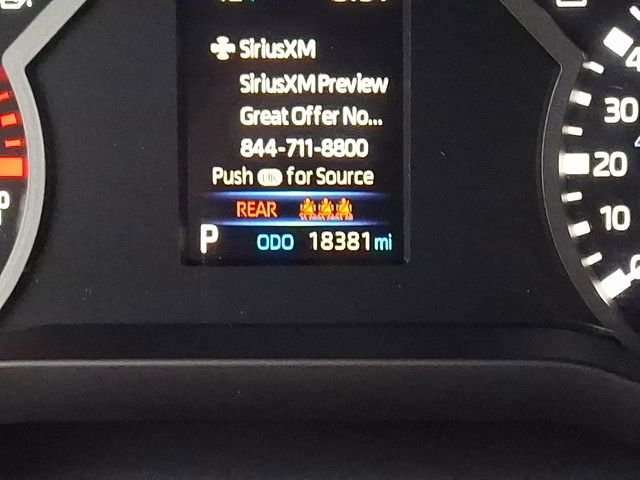 SiriusXM
SiriusXM Preview
Great Offer No...
844-711-8800
Push OK for Source
REAR
P ODO 18381 mi
30
20
10